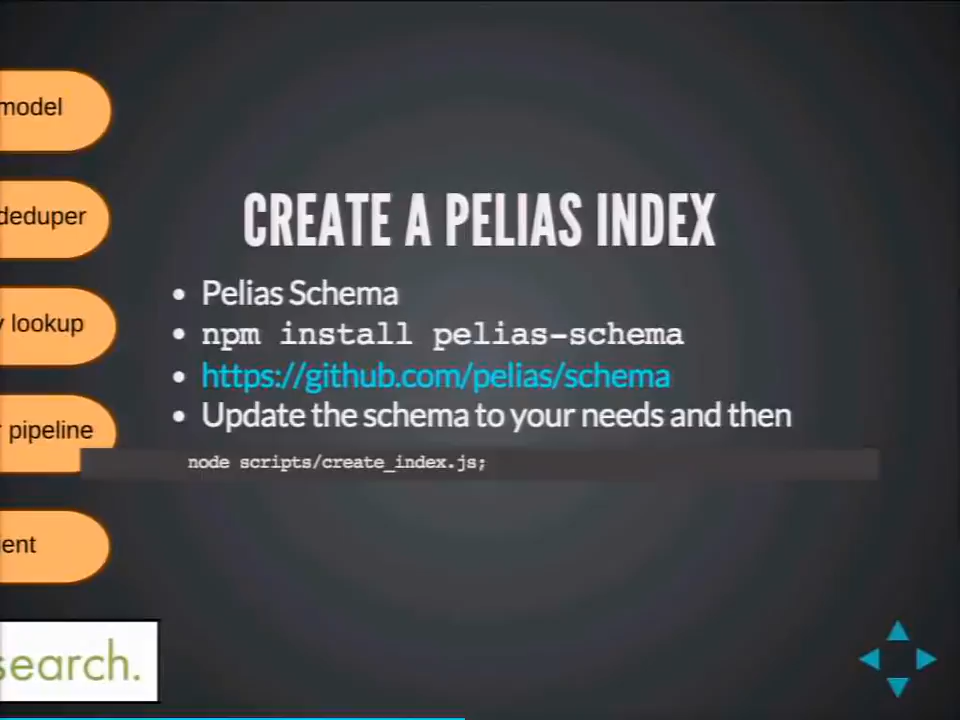 model
deduper
CREATE A PELIAS INDEX
Pelias Schema
lookup
npm install pelias-schema
https://github.com/pelias/schema
Update the schema to your needs and then
pipeline
node scripts/create_index.js;
search.